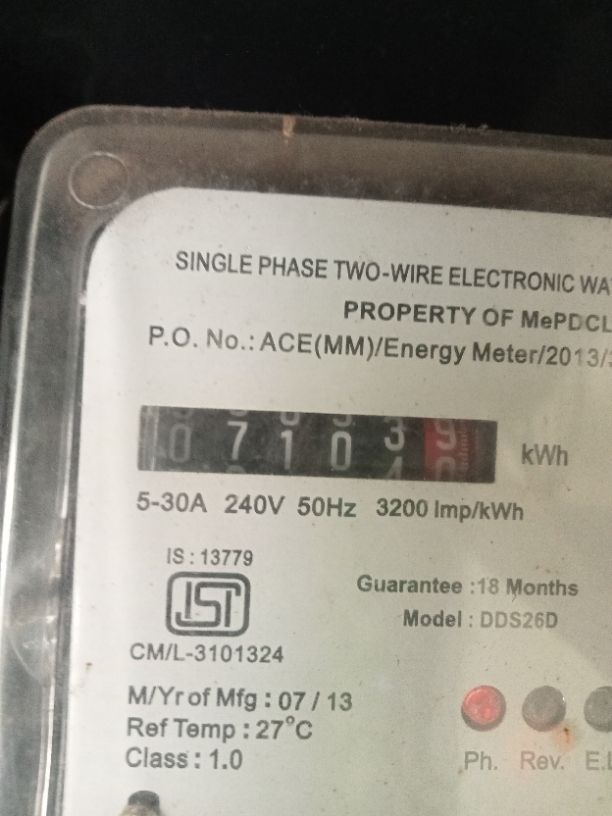 SINGLE PHASE TWO-WIRE ELECTRONIC WA
PROPERTY OF MePDCL
P.O. No.: ACE(MM)/Energy Meter/2013/
0 7 1 0 3 9 kWh
5-30A 240V 50Hz 3200 Imp/kWh
IS : 13779
ISI
Guarantee :18 Months
Model : DDS26D
CM/L-3101324
M/Yr of Mfg : 07 / 13
Ref Temp : 27°C
Class : 1.0
Ph. Rev. E.L